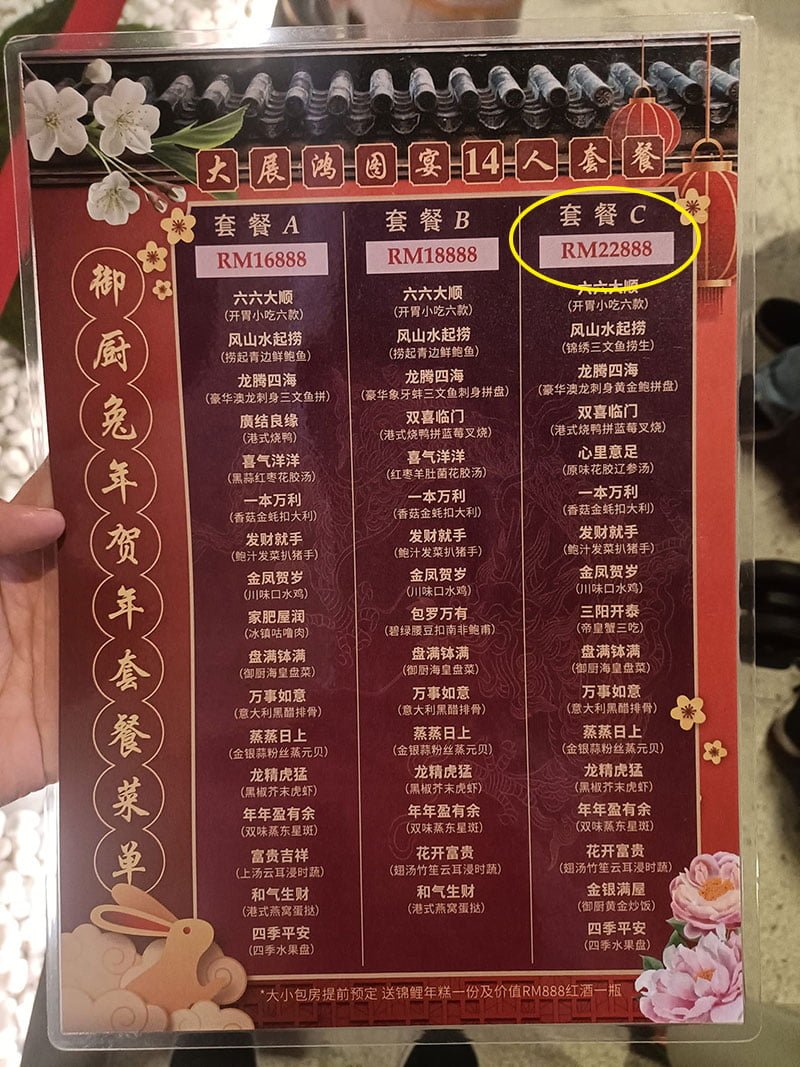 大展鸿图宴14人套餐
御厨兔年贺年套餐菜单
套餐 A
RM16888
六六大顺
(开胃小吃六款)
风山水起捞
(捞起青边鲜鲍鱼)
龙腾四海
(豪华澳龙刺身三文鱼拼)
廣结良缘
(港式烧鸭)
喜气洋洋
(黑蒜红枣花胶汤)
一本万利
(香菇金蚝扣大利)
发财就手
(鲍汁发菜扒猪手)
金凤贺岁
(川味口水鸡)
家肥屋润
(冰镇咕噜肉)
盘满钵满
(御厨海皇盘菜)
万事如意
(意大利黑醋排骨)
蒸蒸日上
(金银蒜粉丝蒸元贝)
龙精虎猛
(黑椒芥末虎虾)
年年盈有余
(双味蒸东星斑)
富贵吉祥
(上汤云耳浸时蔬)
和气生财
(港式燕窝蛋挞)
四季平安
(四季水果盘)
套餐 B
RM18888
六六大顺
(开胃小吃六款)
风山水起捞
(捞起青边鲜鲍鱼)
龙腾四海
(豪华象牙蚌三文鱼刺身拼盘)
双喜临门
(港式烧鸭拼蓝莓叉烧)
喜气洋洋
(红枣羊肚菌花胶汤)
一本万利
(香菇金蚝扣大利)
发财就手
(鲍汁发菜扒猪手)
金凤贺岁
(川味口水鸡)
包罗万有
(碧绿腰豆扣南非鲍甫)
盘满钵满
(御厨海皇盘菜)
万事如意
(意大利黑醋排骨)
蒸蒸日上
(金银蒜粉丝蒸元贝)
龙精虎猛
(黑椒芥末虎虾)
年年盈有余
(双味蒸东星斑)
花开富贵
(翅汤竹笙云耳浸时蔬)
和气生财
(港式燕窝蛋挞)
套餐 C
RM22888
六六大顺
(开胃小吃六款)
风山水起捞
(锦绣三文鱼捞生)
龙腾四海
(豪华澳龙刺身黄金鲍拼盘)
双喜临门
(港式烧鸭拼蓝莓叉烧)
心里意足
(原味花胶辽参汤)
一本万利
(香菇金蚝扣大利)
发财就手
(鲍汁发菜扒猪手)
金凤贺岁
(川味口水鸡)
三阳开泰
(帝皇蟹三吃)
盘满钵满
(御厨海皇盘菜)
万事如意
(意大利黑醋排骨)
蒸蒸日上
(金银蒜粉丝蒸元贝)
龙精虎猛
(黑椒芥末虎虾)
年年盈有余
(双味蒸东星斑)
花开富贵
(翅汤竹笙云耳浸时蔬)
金银满屋
(御厨黄金炒饭)
四季平安
(四季水果盘)
*大小包房提前预定 送锦鲤年糕一份及价值RM888红酒一瓶